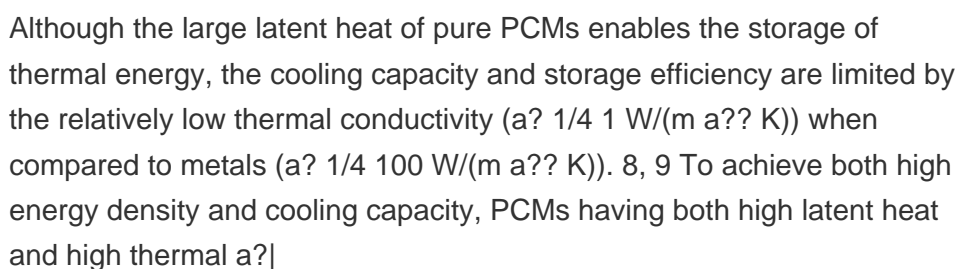 Although the large latent heat of pure PCMs enables the storage of
thermal energy, the cooling capacity and storage efficiency are limited by
the relatively low thermal conductivity (a? 1/4 1 W/(m a?? K)) when
compared to metals (a? 1/4 100 W/(m a?? K)). 8, 9 To achieve both high
energy density and cooling capacity, PCMs having both high latent heat
and high thermal a?|